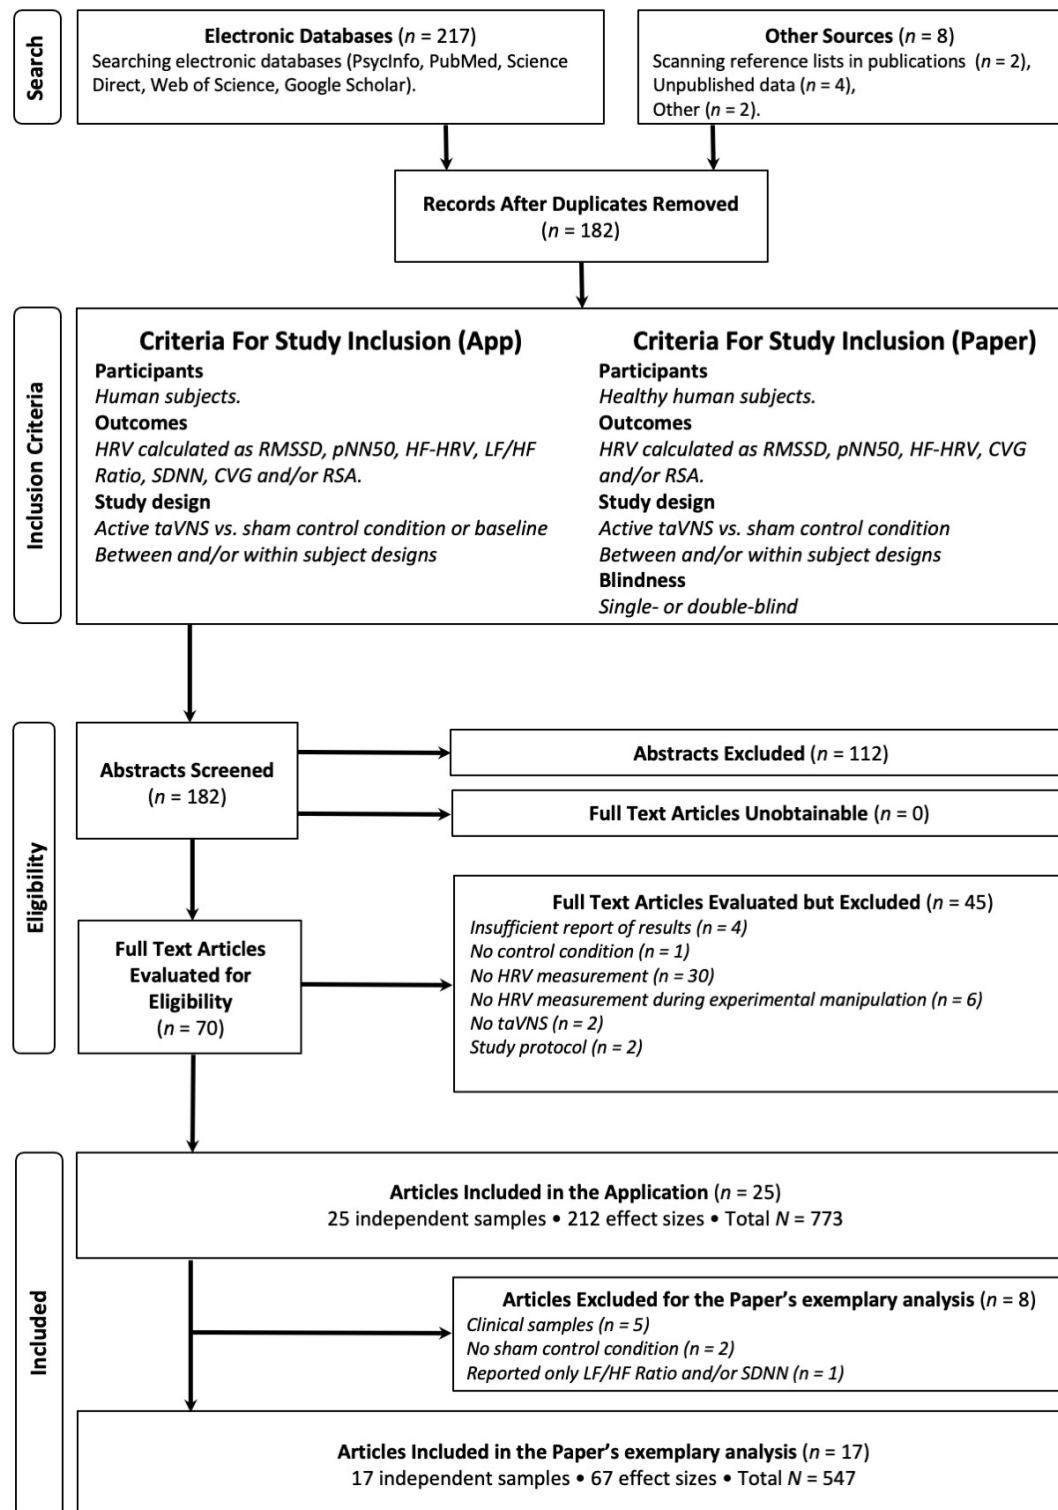 Search
Electronic Databases (n = 217)
Searching electronic databases (PsycInfo, PubMed, Science
Direct, Web of Science, Google Scholar).
Other Sources (n = 8)
Scanning reference lists in publications (n = 2),
Unpublished data (n = 4),
Other (n = 2).
Records After Duplicates Removed
(n = 182)
Inclusion Criteria
Criteria For Study Inclusion (App)
Participants
Human subjects.
Outcomes
HRV calculated as RMSSD, pNN50, HF-HRV, LF/HF
Ratio, SDNN, CVG and/or RSA.
Study design
Active taVNS vs. sham control condition or baseline
Between and/or within subject designs
Criteria For Study Inclusion (Paper)
Participants
Healthy human subjects.
Outcomes
HRV calculated as RMSSD, pNN50, HF-HRV, CVG
and/or RSA.
Study design
Active taVNS vs. sham control condition
Between and/or within subject designs
Blindness
Single- or double-blind
Eligibility
Abstracts Screened
(n = 182)
Abstracts Excluded (n = 112)
Full Text Articles Unobtainable (n = 0)
Full Text Articles
Evaluated for
Eligibility
(n = 70)
Full Text Articles Evaluated but Excluded (n = 45)
Insufficient report of results (n = 4)
No control condition (n = 1)
No HRV measurement (n = 30)
No HRV measurement during experimental manipulation (n = 6)
No taVNS (n = 2)
Study protocol (n = 2)
Included
Articles Included in the Application (n = 25)
25 independent samples • 212 effect sizes • Total N = 773
Articles Excluded for the Paper's exemplary analysis (n = 8)
Clinical samples (n = 5)
No sham control condition (n = 2)
Reported only LF/HF Ratio and/or SDNN (n = 1)
Articles Included in the Paper's exemplary analysis (n = 17)
17 independent samples • 67 effect sizes • Total N = 547